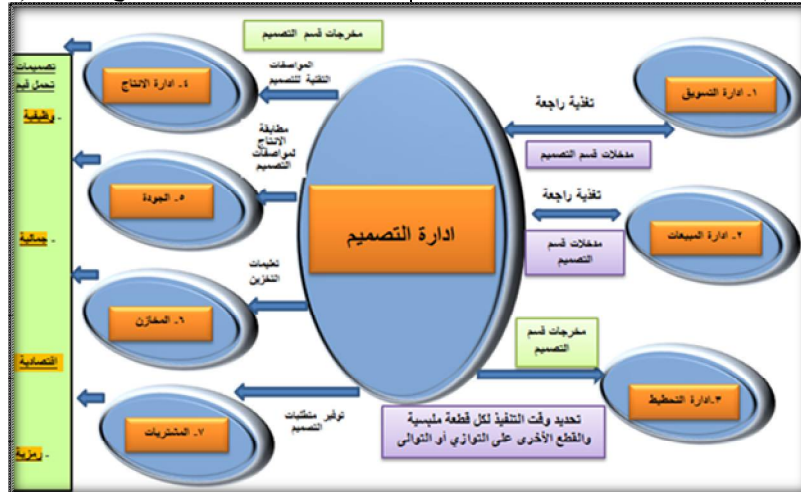 مخرجات قسم التصميم
١- ادارة التسويق
تغذية راجعة
مدخلات قسم التصميم
٢- ادارة المبيعات
تغذية راجعة
مدخلات قسم
التصميم
٣-ادارة التخطيط
مخرجات قسم
التصميم
تحديد وقت التنفيذ لكل قطعة ملبسية
والقطع الأخرى على التوازي أو التوالى
ادارة التصميم
المواصفات
التقنية للتصميم
٤- ادارة الانتاج
مطابقة
الانتاج
لمواصفات
التصميم
٥- الجودة
تعليمات
التخزين
٦- المخازن
توفير متطلبات
التصميم
٧- المشتريات
تصميمات
تحمل قيم
- وظيفية
- جمالية
اقتصادية
- رمزية